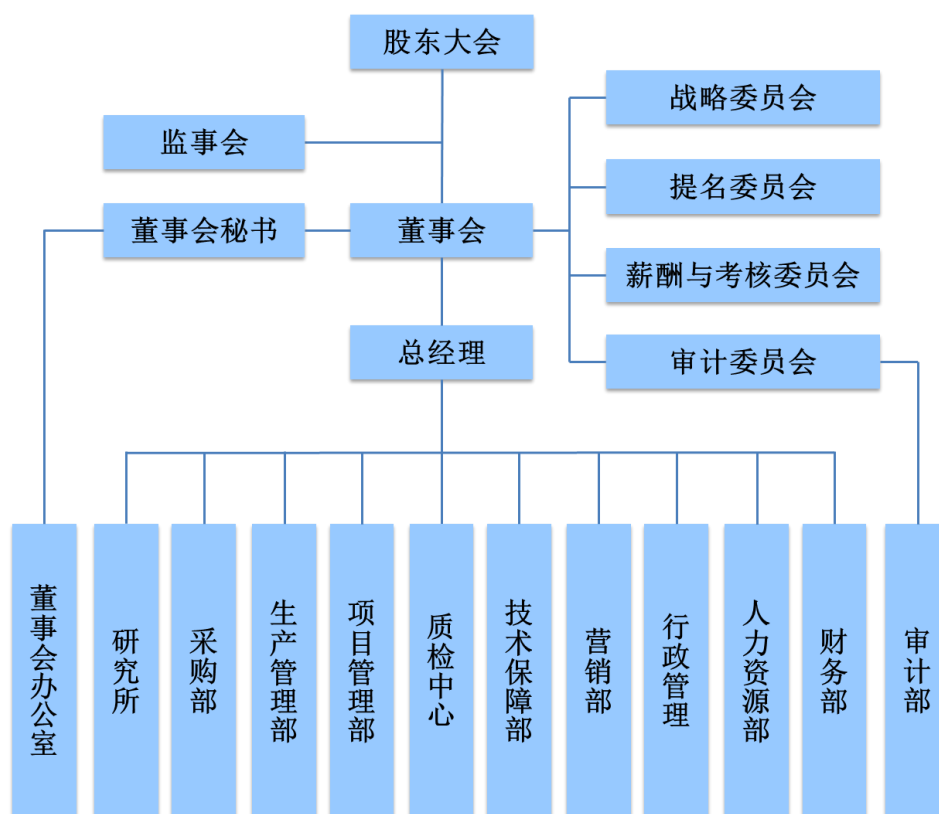 股东大会
战略委员会
监事会
提名委员会
董事会秘书
董事会
薪酬与考核委员会
总经理
审计委员会
董事会办公室
研究所
采购部
生产管理部
项目管理部
质检中心
技术保障部
营销部
行政管理
人力资源部
财务部
审计部